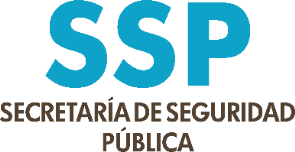 SSP
SECRETARÍA DE SEGURIDAD
PÚBLICA